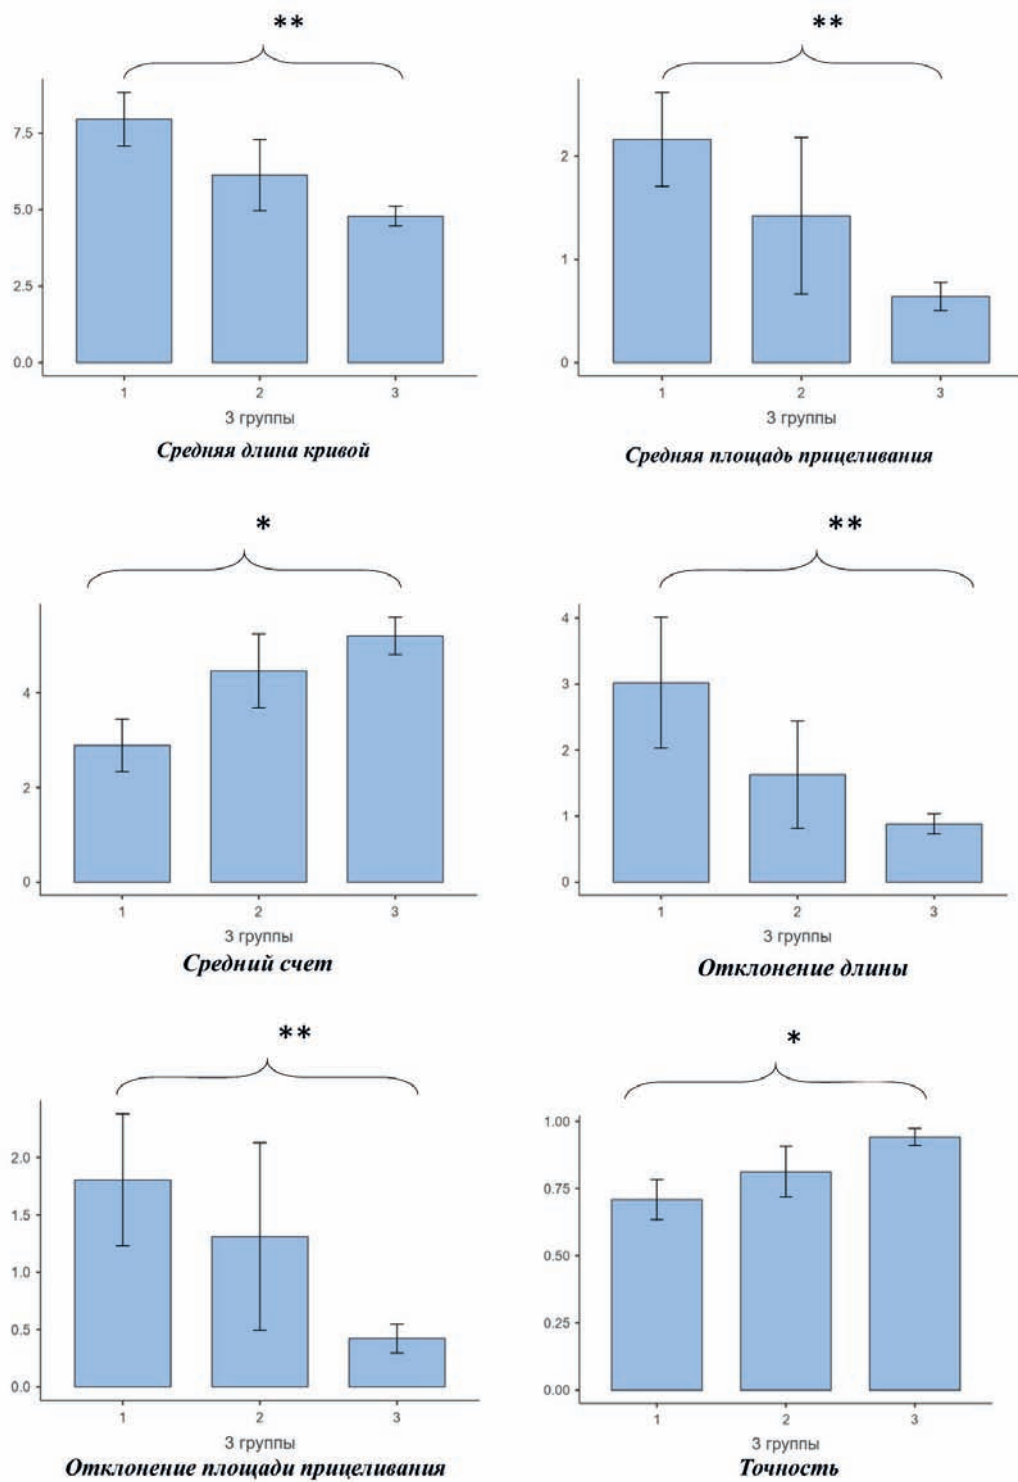 **
7.5
5.0
2.5
0.0
1 2 3
3 группы
Средняя длина кривой
**
2
1
0
1 2 3
3 группы
Средняя площадь прицеливания
*
4
2
0
1 2 3
3 группы
Средний счет
**
4
3
2
1
0
1 2 3
3 группы
Отклонение длины
**
2.0
1.5
1.0
0.5
0.0
1 2 3
3 группы
Отклонение площади прицеливания
*
1.00
0.75
0.50
0.25
0.00
1 2 3
3 группы
Точность